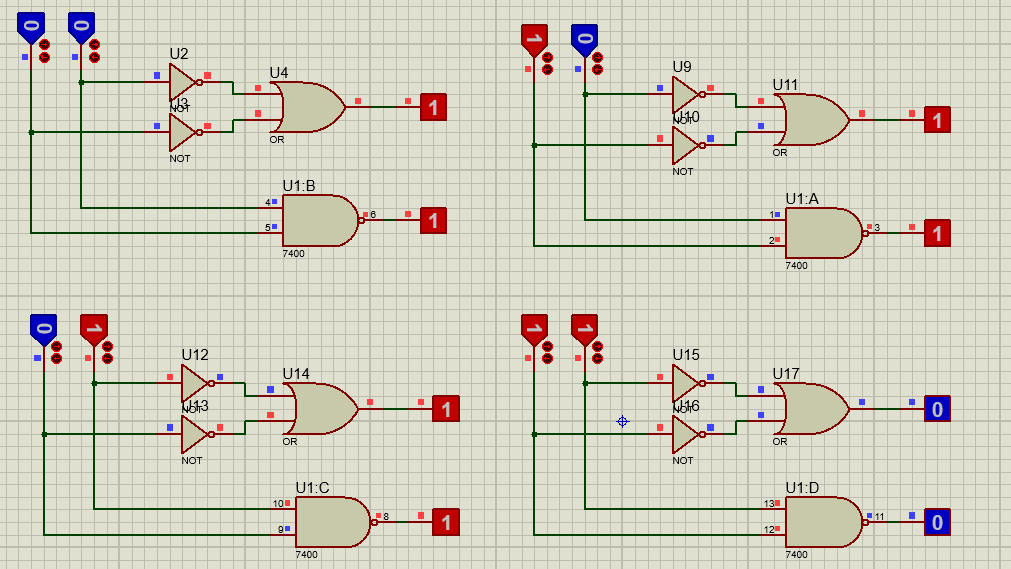 0 0
U2
U4
1
U3
NOT
OR
NOT
U1:B
4
6
1
5
7400
1 0
U9
U11
1
U10
NOT
OR
NOT
U1:A
1
3
1
2
7400
0 1
U12
U14
1
U13
NOT
OR
NOT
U1:C
10
8
1
9
7400
1 1
U15
U17
0
U16
NOT
OR
NOT
U1:D
13
11
0
12
7400